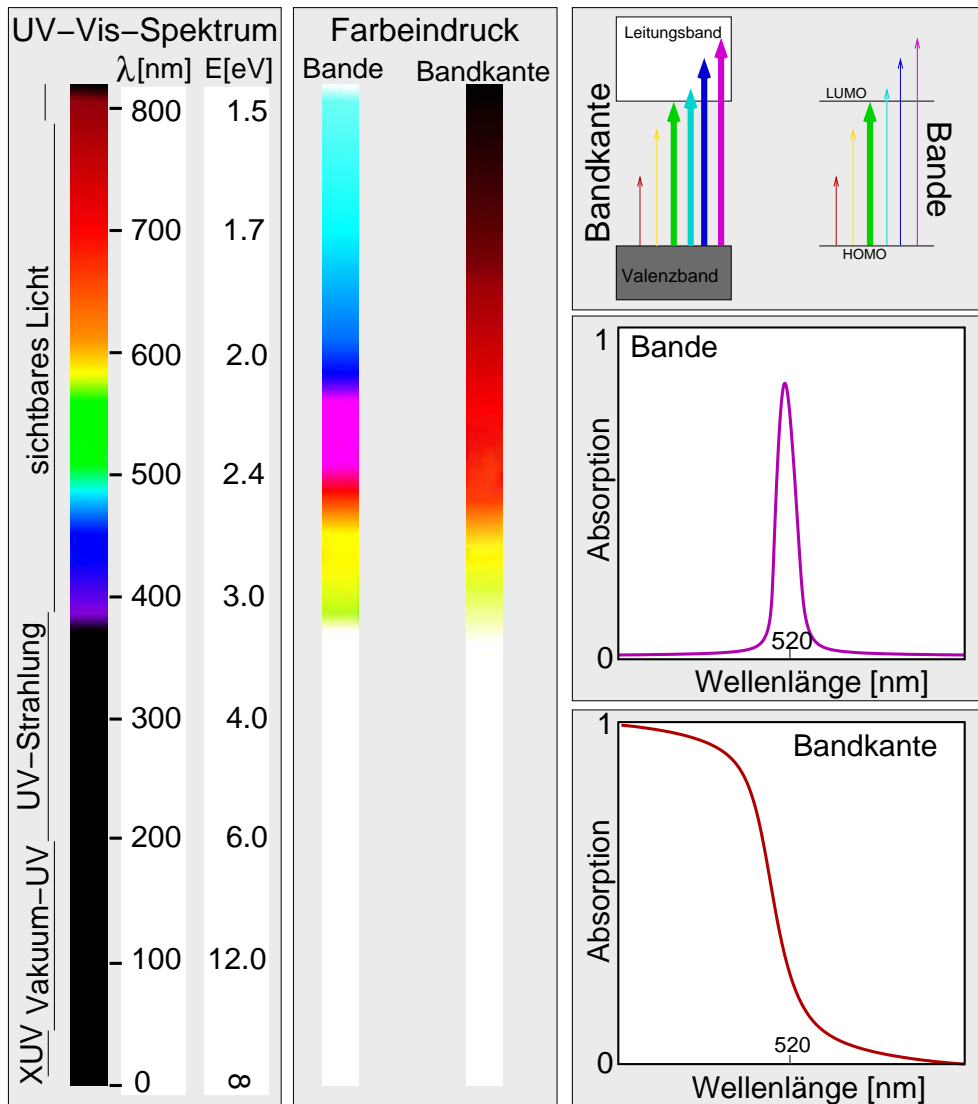 UV−Vis−Spektrum
λ[nm] E[eV]
800 1.5
700 1.7
600 2.0
500 2.4
400 3.0
300 4.0
200 6.0
100 12.0
0 ∞
sichtbares Licht
UV−Strahlung
Vakuum−UV
XUV
Farbeindruck
Bande Bandkante
Bandkante
Leitungsband
Valenzband
LUMO
HOMO
Bande
1
Bande
Absorption
0
520
Wellenlänge [nm]
1
Bandkante
Absorption
0
520
Wellenlänge [nm]